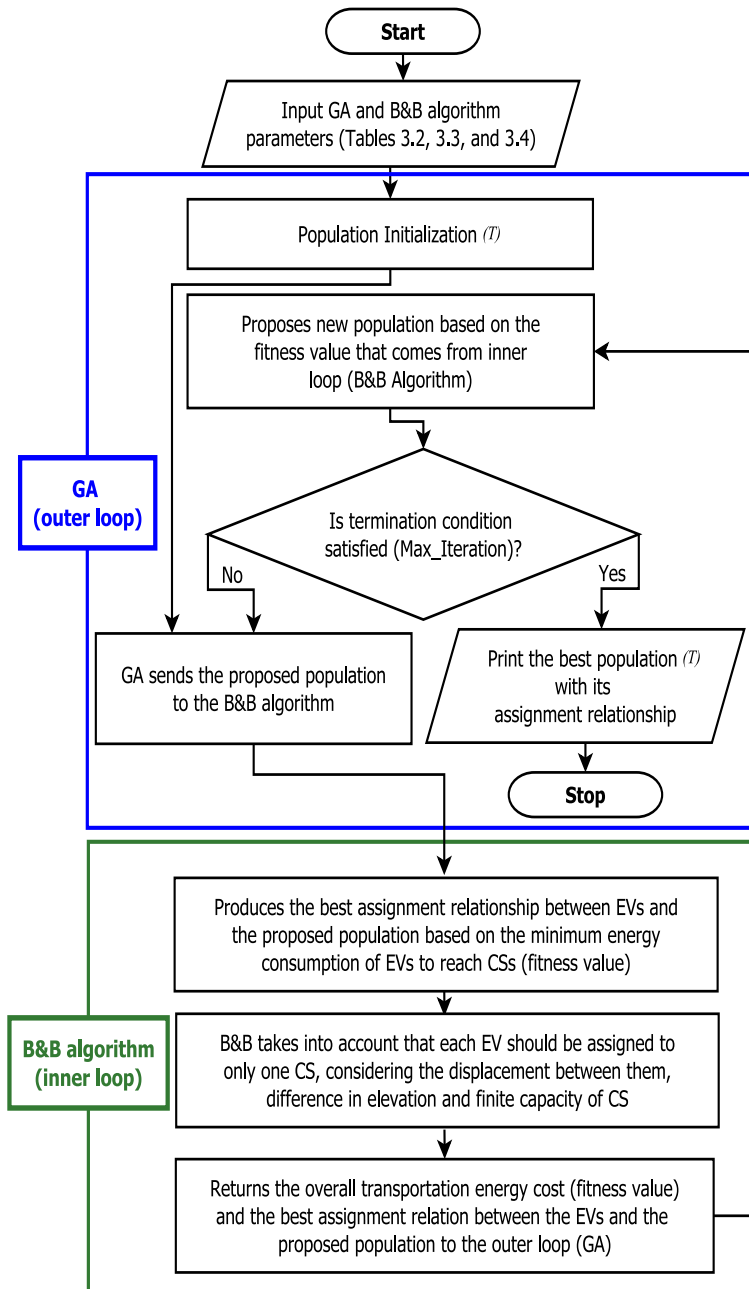 Start
Input GA and B&B algorithm
parameters (Tables 3.2, 3.3, and 3.4)
Population Initialization (T)
Proposes new population based on the
fitness value that comes from inner
loop (B&B Algorithm)
GA
(outer loop)
Is termination condition
satisfied (Max_Iteration)?
No
Yes
GA sends the proposed population
to the B&B algorithm
Print the best population (T)
with its
assignment relationship
Stop
Produces the best assignment relationship between EVs and
the proposed population based on the minimum energy
consumption of EVs to reach CSs (fitness value)
B&B algorithm
(inner loop)
B&B takes into account that each EV should be assigned to
only one CS, considering the displacement between them,
difference in elevation and finite capacity of CS
Returns the overall transportation energy cost (fitness value)
and the best assignment relation between the EVs and the
proposed population to the outer loop (GA)